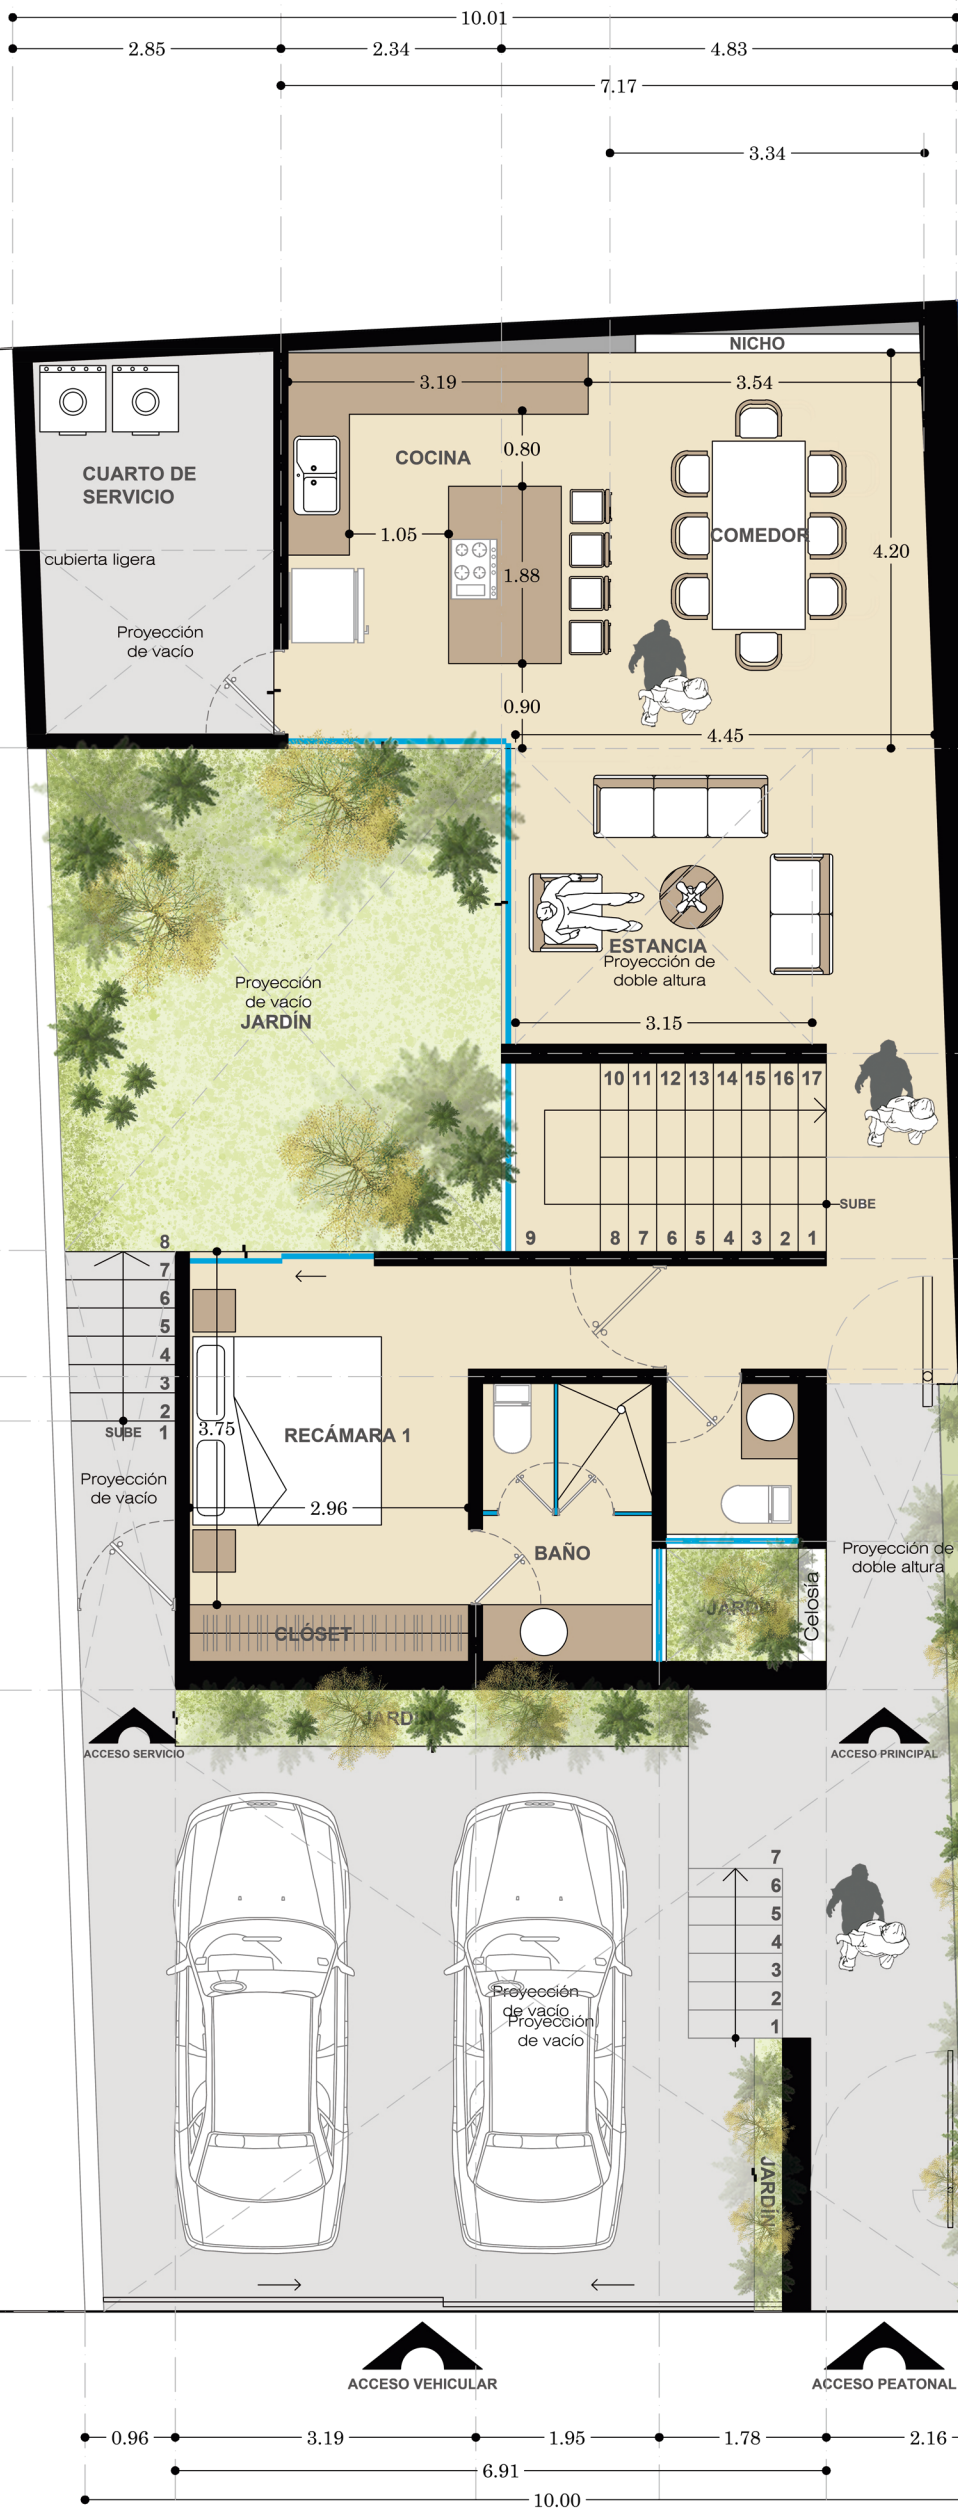 10.01
2.85
2.34
4.83
7.17
3.34
NICHO
3.19
3.54
COCINA
0.80
CUARTO DE
SERVICIO
COMEDOR
1.05
4.20
cubierta ligera
1.88
Proyección
de vacío
0.90
4.45
ESTANCIA
Proyección de
doble altura
Proyección
de vacío
JARDÍN
3.15
10 11 12 13 14 15 16 17
SUBE
9 8 7 6 5 4 3 2 1
8
7
6
5
4
3
2
1
SUBE
3.75
RECÁMARA 1
Proyección
de vacío
2.96
BAÑO
Proyección de
doble altura
JARDÍN
Celosía
CLÓSET
JARDÍN
ACCESO SERVICIO
ACCESO PRINCIPAL
7
6
5
4
3
2
1
Proyección
de vacío
Proyección
de vacío
JARDÍN
ACCESO VEHICULAR
ACCESO PEATONAL
0.96
3.19
1.95
1.78
2.16
6.91
10.00